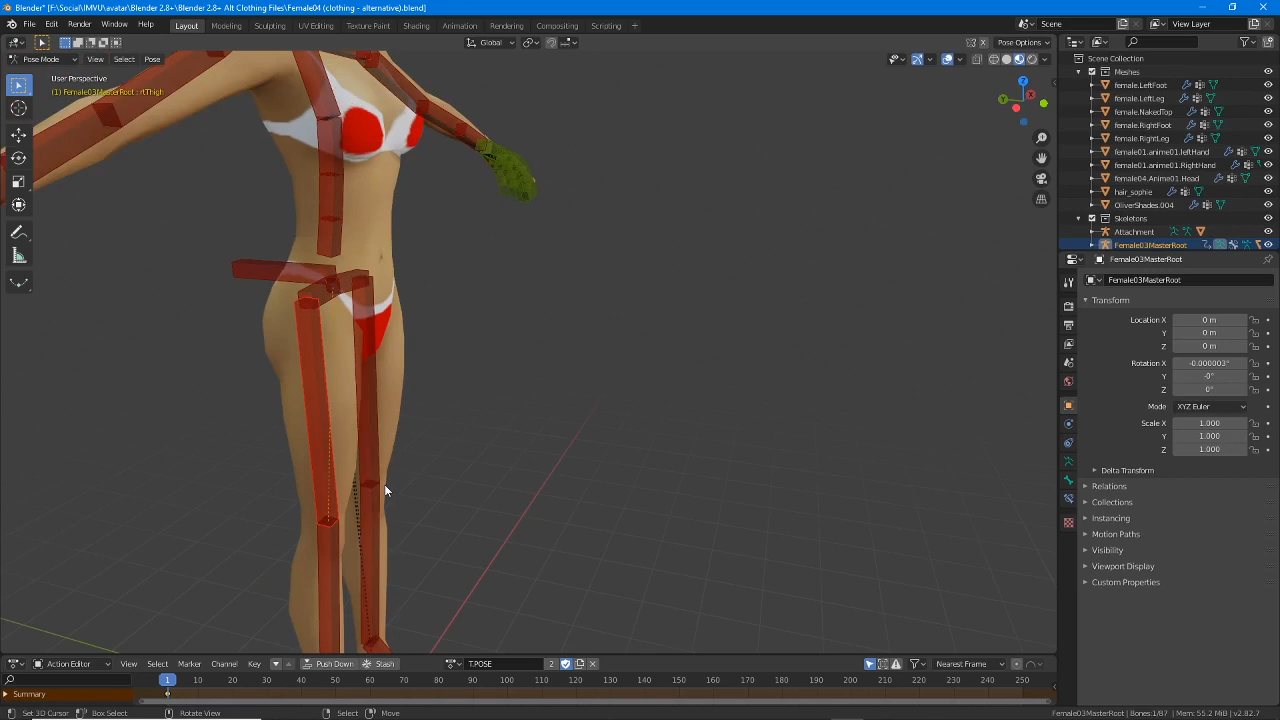 Blender* [F:\Social\IMVU\avatar\Blender 2.8+\Blender 2.8+ Alt Clothing Files\Female04 (clothing - alternative).blend]
File Edit Render Window Help Layout Modeling Sculpting UV Editing Texture Paint Shading Animation Rendering Compositing Scripting + Scene View Layer
Global Pose Options
Pose Mode View Select Pose
User Perspective
(1) Female03MasterRoot : rtThigh
Scene Collection
Meshes
female.LeftFoot
female.LeftLeg
female.NakedTop
female.RightFoot
female.RightLeg
female01.anime01.leftHand
female01.anime01.RightHand
female04.Anime01.Head
hair_sophie
OliverShades.004
Skeletons
Attachment
Female03MasterRoot
Female03MasterRoot
Female03MasterRoot
Transform
Location X 0 m
Y 0 m
Z 0 m
Rotation X -0.000003°
Y -0°
Z 0°
Mode XYZ Euler
Scale X 1.000
Y 1.000
Z 1.000
Delta Transform
Relations
Collections
Instancing
Motion Paths
Visibility
Viewport Display
Custom Properties
Action Editor View Select Marker Channel Key Push Down Stash T.POSE 2 Nearest Frame
1 10 20 30 40 50 60 70 80 90 100 110 120 130 140 150 160 170 180 190 200 210 220 230 240 250
Summary
Set 3D Cursor Box Select Rotate View Select Move Female03MasterRoot | Bones:1/87 | Mem: 55.2 MiB | v2.82.7